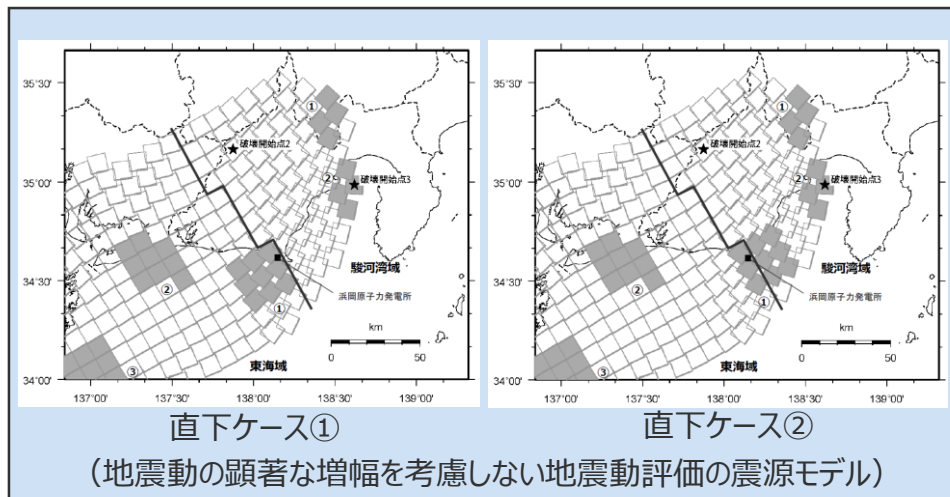 35°30'
35°00'
34°30'
34°00'
137°00'
137°30'
138°00'
138°30'
139°00'
①
破壊開始点2
②
破壊開始点3
駿河湾域
浜岡原子力発電所
②
①
km
0 50
東海域
③
直下ケース①
35°30'
35°00'
34°30'
34°00'
137°00'
137°30'
138°00'
138°30'
139°00'
①
破壊開始点2
②
破壊開始点3
駿河湾域
浜岡原子力発電所
②
①
km
0 50
東海域
③
直下ケース②
（地震動の顕著な増幅を考慮しない地震動評価の震源モデル）